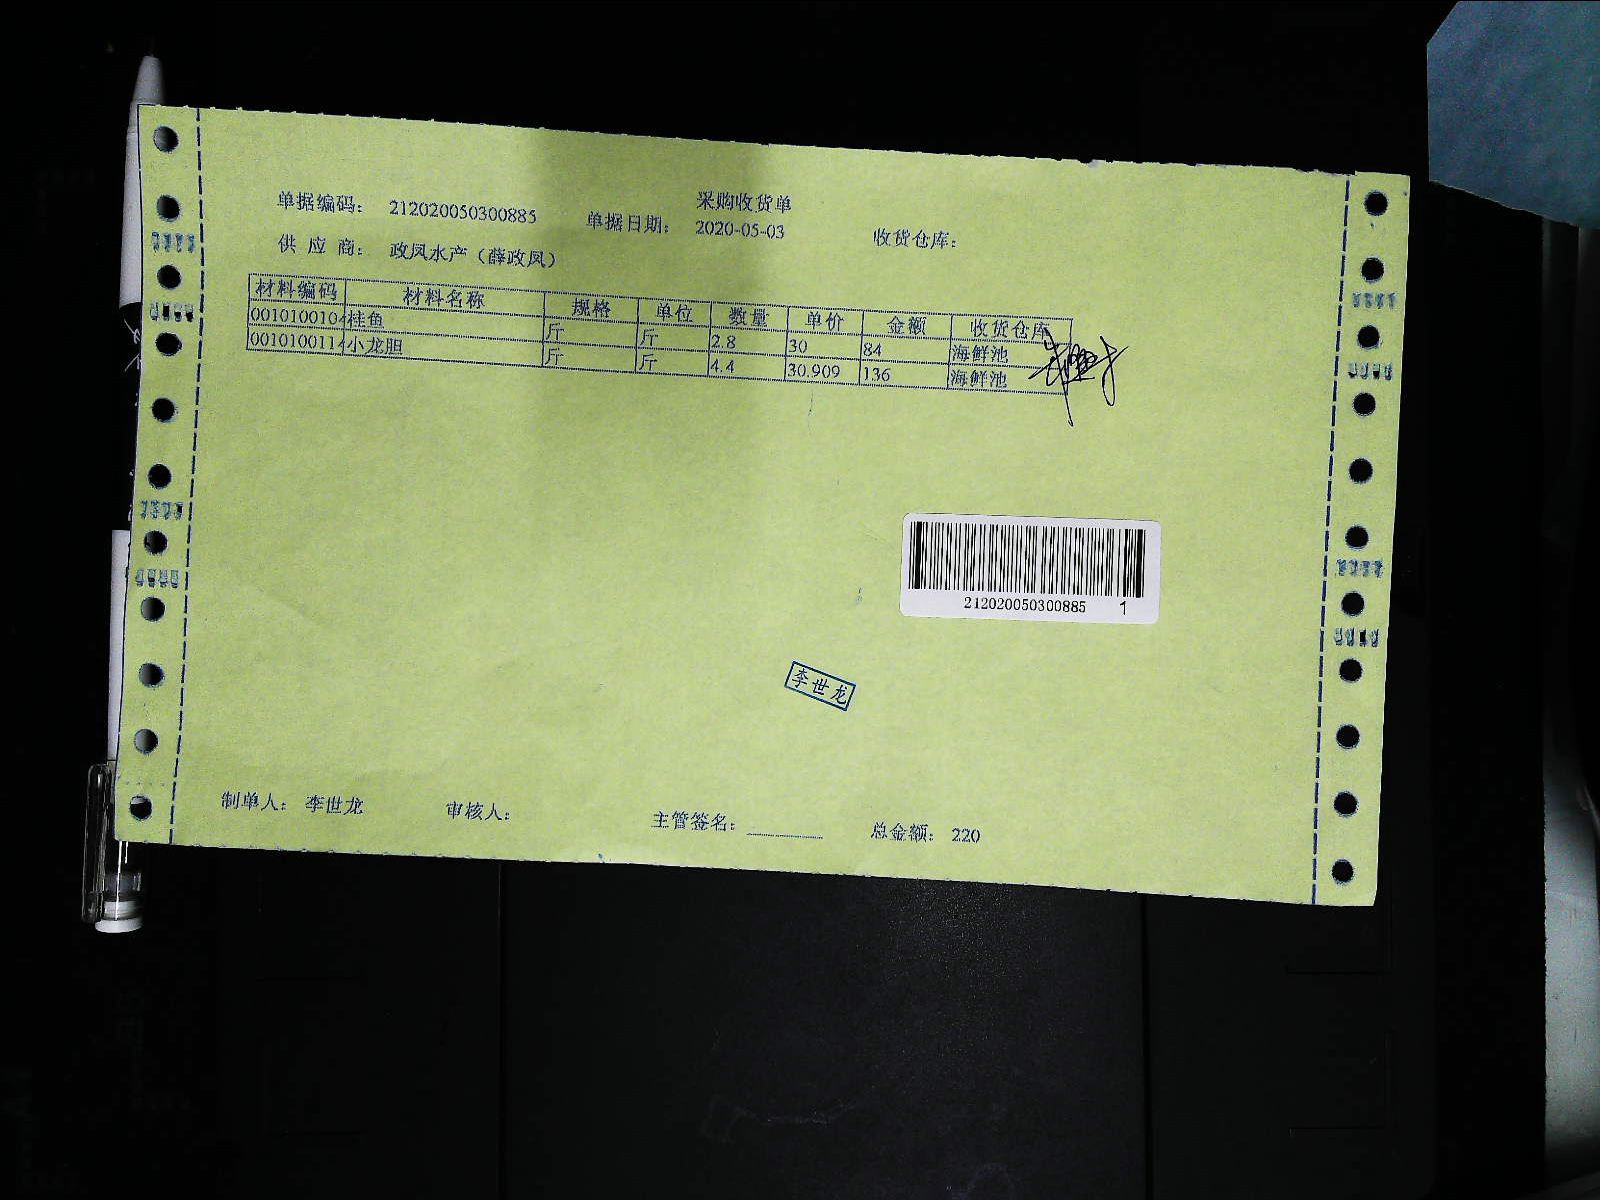 采购收货单
单据编码： 212020050300885 单据日期： 2020-05-03 收货仓库：
供 应 商： 政凤水产（薛政凤）
材料编码 材料名称 规格 单位 数量 单价 金额 收货仓库
0010100104 桂鱼 斤 斤 2.8 30 84 海鲜池
0010100114 小龙胆 斤 斤 4.4 30.909 136 海鲜池
212020050300885 1
李世龙
制单人： 李世龙 审核人： 主管签名： 总金额： 220